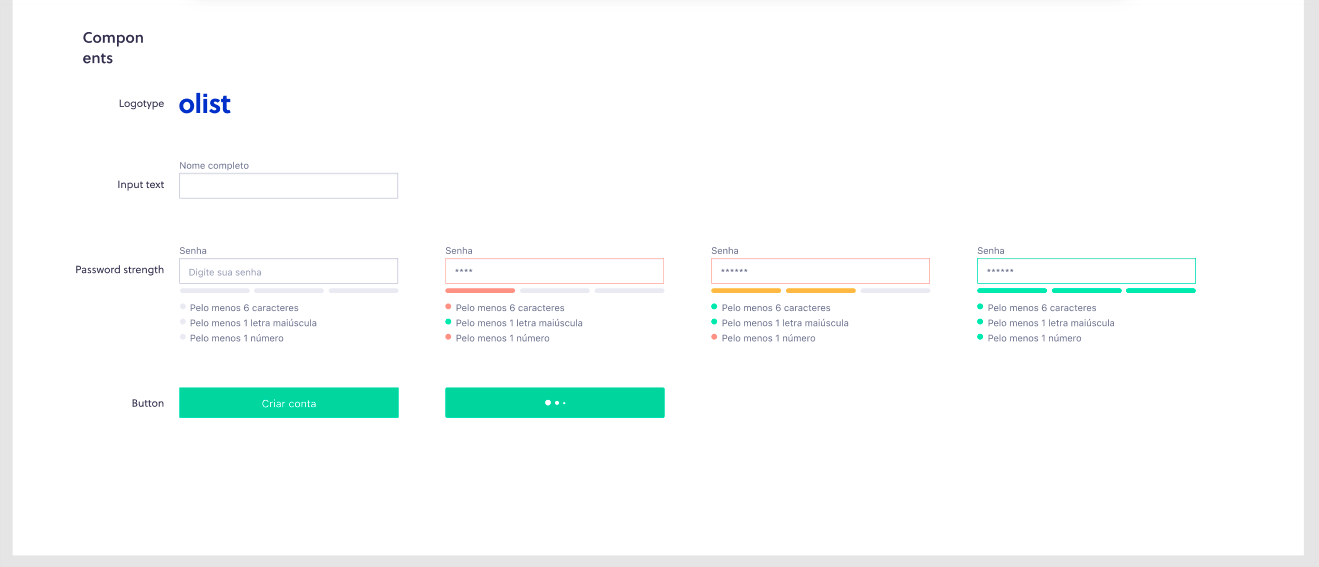 Compon
ents
Logotype
olist
Nome completo
Input text
Password strength
Senha
Digite sua senha
Pelo menos 6 caracteres
Pelo menos 1 letra maiúscula
Pelo menos 1 número
Senha
****
Pelo menos 6 caracteres
Pelo menos 1 letra maiúscula
Pelo menos 1 número
Senha
******
Pelo menos 6 caracteres
Pelo menos 1 letra maiúscula
Pelo menos 1 número
Senha
******
Pelo menos 6 caracteres
Pelo menos 1 letra maiúscula
Pelo menos 1 número
Button
Criar conta